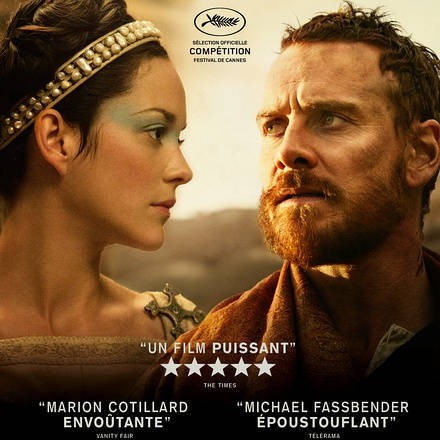 SÉLECTION OFFICIELLE
COMPÉTITION
FESTIVAL DE CANNES
“UN FILM PUISSANT”
THE TIMES
“MARION COTILLARD
ENVOÛTANTE”
VANITY FAIR
“MICHAEL FASSBENDER
ÉPOUSTOUFLANT”
TÉLÉRAMA